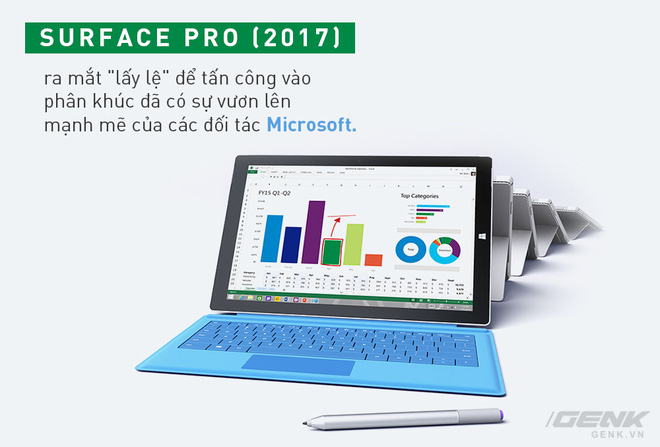 SURFACE PRO (2017)
ra mắt "lấy lệ" để tấn công vào
phân khúc đã có sự vươn lên
mạnh mẽ của các đối tác Microsoft.
FY15 Q1-Q2
Top Categories
/GENK
GENK.VN